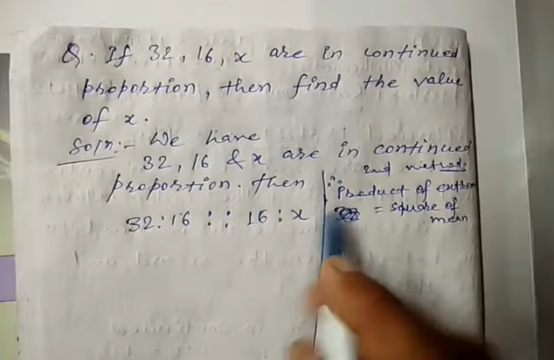 Q. If 32, 16, x are in continued
proportion, then find the value
of x.
Soln:- We have
32, 16 & x are in continued
proportion. then
32:16 :: 16:x
2nd method:
∴ Product of extrem
= square of
mean